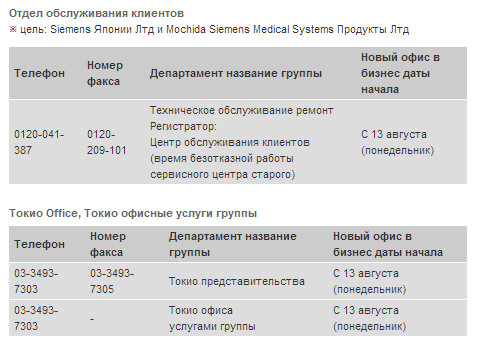 Отдел обслуживания клиентов
※ цель: Siemens Японии Лтд и Mochida Siemens Medical Systems Продукты Лтд
Телефон
Номер
факса
Департамент название группы
Новый офис в
бизнес даты
начала
0120-041-
387
0120-
209-101
Техническое обслуживание ремонт
Регистратор:
Центр обслуживания клиентов
(время безотказной работы
сервисного центра старого)
С 13 августа
(понедельник)
Токио Office, Токио офисные услуги группы
Телефон
Номер
факса
Департамент название
группы
Новый офис в
бизнес даты начала
03-3493-
7303
03-3493-
7305
Токио представительства
С 13 августа
(понедельник)
03-3493-
7303
-
Токио офиса
услугами группы
С 13 августа
(понедельник)